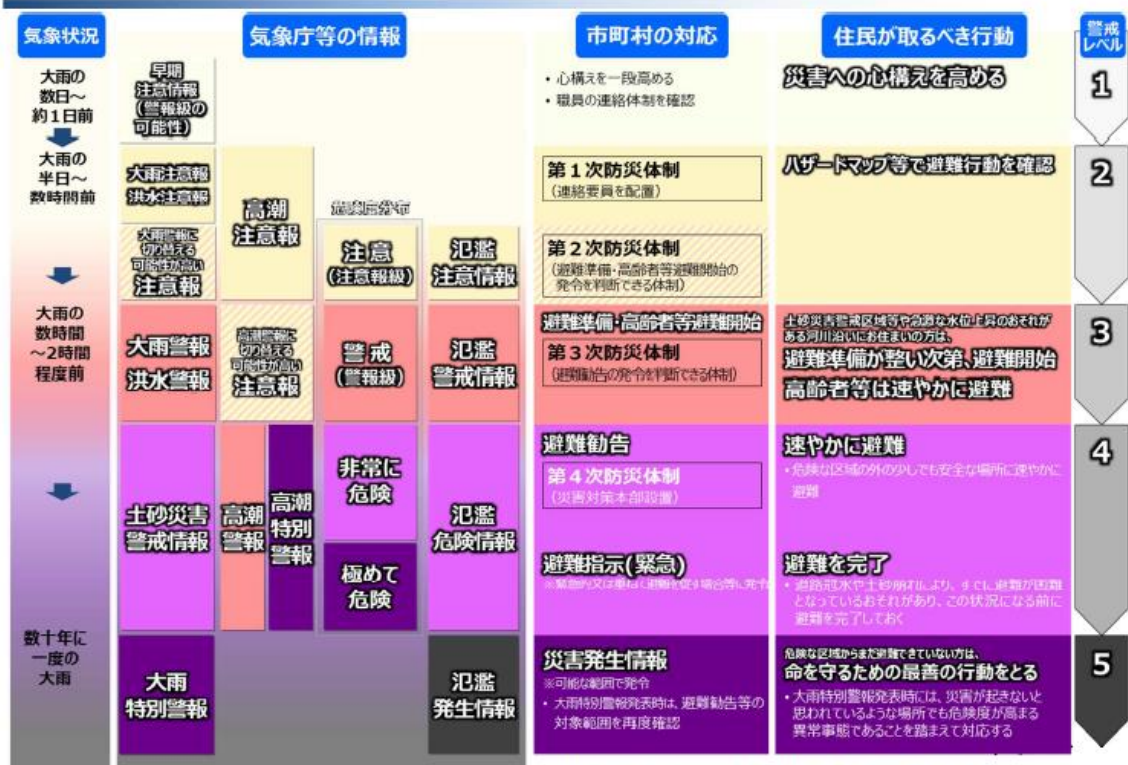 気象状況
気象庁等の情報
市町村の対応
住民が取るべき行動
警戒
レベル
大雨の
数日～
約1日前
早期
注意情報
(警報級の
可能性)
・心構えを一段高める
・職員の連絡体制を確認
災害への心構えを高める
1
大雨の
半日～
数時間前
大雨注意報
洪水注意報
高潮
注意報
第1次防災体制
(連絡要員を配置)
ハザードマップ等で避難行動を確認
2
危険度分布
大雨警報に
切り替える
可能性が高い
注意報
注意
(注意報級)
氾濫
注意情報
第2次防災体制
(避難準備・高齢者等避難開始の
発令を判断できる体制)
大雨の
数時間
～2時間
程度前
大雨警報
洪水警報
高潮警報に
切り替える
可能性が高い
注意報
警戒
(警報級)
氾濫
警戒情報
避難準備・高齢者等避難開始
第3次防災体制
(避難勧告の発令を判断できる体制)
土砂災害警戒区域等や急激な水位上昇のおそれが
ある河川沿いにお住まいの方は、
避難準備が整い次第、避難開始
高齢者等は速やかに避難
3
土砂災害
警戒情報
高潮
警報
高潮
特別
警報
非常に
危険
極めて
危険
氾濫
危険情報
避難勧告
第4次防災体制
(災害対策本部設置)
避難指示(緊急)
※緊急的又は重ねて避難を促す場合等に発令
速やかに避難
・危険な区域の外の少しでも安全な場所に速やかに
避難
避難を完了
・道路冠水や土砂崩れにより、すでに避難が困難
となっているおそれがあり、この状況になる前に
避難を完了しておく
4
数十年に
一度の
大雨
大雨
特別警報
氾濫
発生情報
災害発生情報
※可能な範囲で発令
・大雨特別警報発表時は、避難勧告等の
対象範囲を再度確認
危険な区域からまだ避難できていない方は、
命を守るための最善の行動をとる
・大雨特別警報発表時には、災害が起きないと
思われているような場所でも危険度が高まる
異常事態であることを踏まえて対応する
5